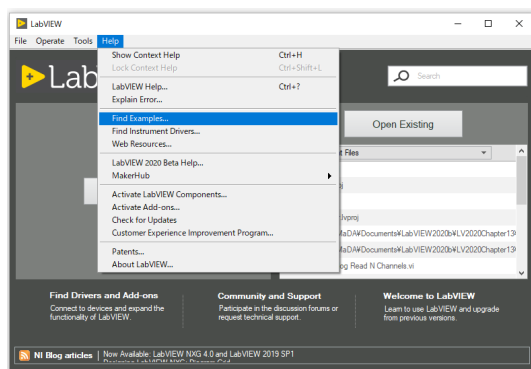 LabVIEW
File Operate Tools Help
Show Context Help Ctrl+H
Lock Context Help Ctrl+Shift+L
Lab
Search
LabVIEW Help... Ctrl+?
Explain Error...
Find Examples...
Find Instrument Drivers...
Web Resources...
Open Existing
t Files
LabVIEW 2020 Beta Help...
MakerHub
Activate LabVIEW Components...
Activate Add-ons...
Check for Updates
Customer Experience Improvement Program...
Patents...
About LabVIEW...
oj
:lvproj
MaDA¥Documents¥LabVIEW2020b¥LV2020Chapter13¥
MaDA¥Documents¥LabVIEW2020b¥LV2020Chapter13¥
og Read N Channels.vi
Find Drivers and Add-ons
Connect to devices and expand the
functionality of LabVIEW.
Community and Support
Participate in the discussion forums or
request technical support.
Welcome to LabVIEW
Learn to use LabVIEW and upgrade
from previous versions.
NI Blog articles Now Available: LabVIEW NXG 4.0 and LabVIEW 2019 SP1